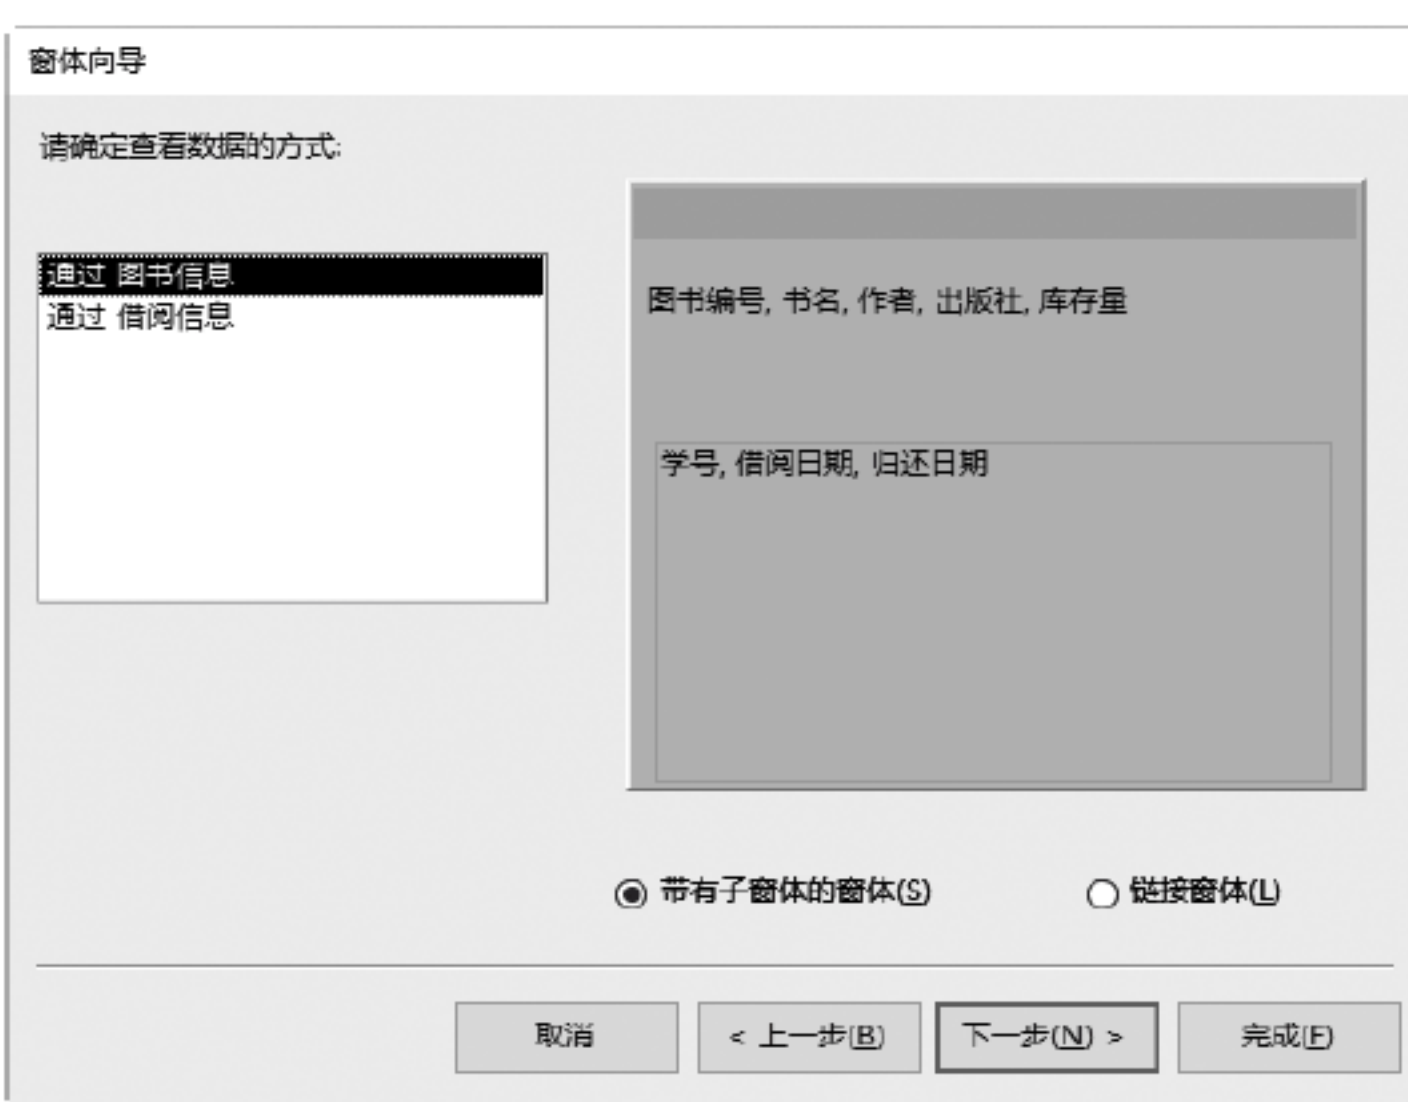 窗体向导
请确定查看数据的方式:
通过 图书信息
通过 借阅信息
图书编号, 书名, 作者, 出版社, 库存量
学号, 借阅日期, 归还日期
带有子窗体的窗体(S)
链接窗体(L)
取消
< 上一步(B)
下一步(N) >
完成(F)